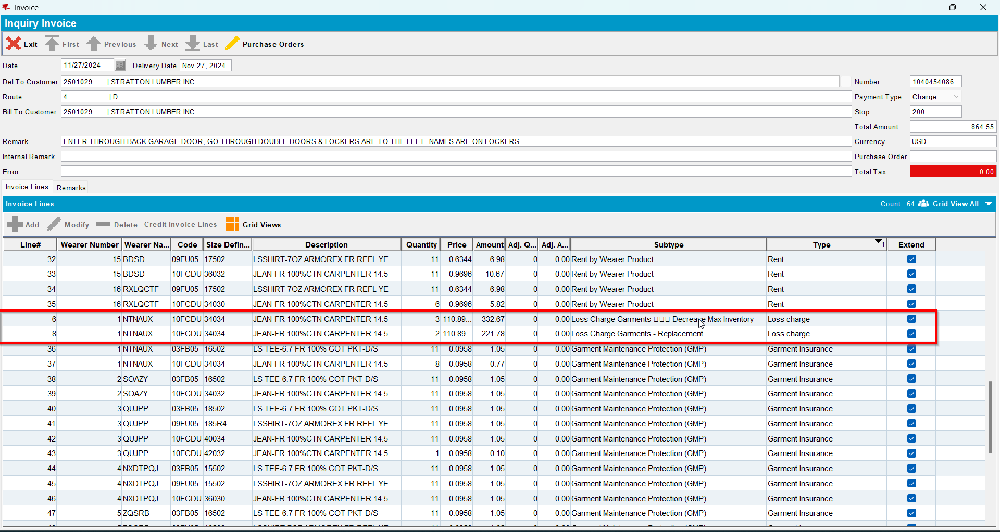 Invoice
Inquiry Invoice
Exit First Previous Next Last Purchase Orders
Date 11/27/2024 Delivery Date Nov 27, 2024
Del To Customer 2501029 | STRATTON LUMBER INC ... Number 1040454086
Route 4 | D Payment Type Charge
Bill To Customer 2501029 | STRATTON LUMBER INC Stop 200
Total Amount 864.55
Remark ENTER THROUGH BACK GARAGE DOOR, GO THROUGH DOUBLE DOORS & LOCKERS ARE TO THE LEFT. NAMES ARE ON LOCKERS. Currency USD
Internal Remark Purchase Order
Error Total Tax 0.00
Invoice Lines Remarks
Invoice Lines Count : 64 Grid View All
Add Modify Delete Credit Invoice Lines Grid Views
Line# Wearer Number Wearer Na... Code Size Defin... Description Quantity Price Amount Adj. Q... Adj. A... Subtype Type 1 Extend
32 15 BDSD 09FU05 17502 LSSHIRT-7OZ ARMOREX FR REFL YE 11 0.6344 6.98 0 0.00 Rent by Wearer Product Rent
33 15 BDSD 10FCDU 36032 JEAN-FR 100%CTN CARPENTER 14.5 11 0.9696 10.67 0 0.00 Rent by Wearer Product Rent
34 16 RXLQCTF 09FU05 17502 LSSHIRT-7OZ ARMOREX FR REFL YE 11 0.6344 6.98 0 0.00 Rent by Wearer Product Rent
35 16 RXLQCTF 10FCDU 34030 JEAN-FR 100%CTN CARPENTER 14.5 6 0.9696 5.82 0 0.00 Rent by Wearer Product Rent
6 1 NTNAUX 10FCDU 34034 JEAN-FR 100%CTN CARPENTER 14.5 3 110.89... 332.67 0 0.00 Loss Charge Garments □□□ Decrease Max Inventory Loss charge
8 1 NTNAUX 10FCDU 34034 JEAN-FR 100%CTN CARPENTER 14.5 2 110.89... 221.78 0 0.00 Loss Charge Garments - Replacement Loss charge
36 1 NTNAUX 03FB05 16502 LS TEE-6.7 FR 100% COT PKT-D/S 11 0.0958 1.05 0 0.00 Garment Maintenance Protection (GMP) Garment Insurance
37 1 NTNAUX 10FCDU 34034 JEAN-FR 100%CTN CARPENTER 14.5 8 0.0958 0.77 0 0.00 Garment Maintenance Protection (GMP) Garment Insurance
38 2 SOAZY 03FB05 16502 LS TEE-6.7 FR 100% COT PKT-D/S 11 0.0958 1.05 0 0.00 Garment Maintenance Protection (GMP) Garment Insurance
39 2 SOAZY 10FCDU 34032 JEAN-FR 100%CTN CARPENTER 14.5 11 0.0958 1.05 0 0.00 Garment Maintenance Protection (GMP) Garment Insurance
40 3 QUJPP 03FB05 18502 LS TEE-6.7 FR 100% COT PKT-D/S 11 0.0958 1.05 0 0.00 Garment Maintenance Protection (GMP) Garment Insurance
41 3 QUJPP 09FU05 185R4 LSSHIRT-7OZ ARMOREX FR REFL YE 11 0.0958 1.05 0 0.00 Garment Maintenance Protection (GMP) Garment Insurance
42 3 QUJPP 10FCDU 40034 JEAN-FR 100%CTN CARPENTER 14.5 11 0.0958 1.05 0 0.00 Garment Maintenance Protection (GMP) Garment Insurance
43 3 QUJPP 10FCDU 42032 JEAN-FR 100%CTN CARPENTER 14.5 1 0.0958 0.10 0 0.00 Garment Maintenance Protection (GMP) Garment Insurance
44 4 NXDTPQJ 03FB05 15502 LS TEE-6.7 FR 100% COT PKT-D/S 11 0.0958 1.05 0 0.00 Garment Maintenance Protection (GMP) Garment Insurance
45 4 NXDTPQJ 09FU05 15502 LSSHIRT-7OZ ARMOREX FR REFL YE 11 0.0958 1.05 0 0.00 Garment Maintenance Protection (GMP) Garment Insurance
46 4 NXDTPQJ 10FCDU 36030 JEAN-FR 100%CTN CARPENTER 14.5 11 0.0958 1.05 0 0.00 Garment Maintenance Protection (GMP) Garment Insurance
47 5 ZQSRB 03FB05 16502 LS TEE-6.7 FR 100% COT PKT-D/S 11 0.0958 1.05 0 0.00 Garment Maintenance Protection (GMP) Garment Insurance